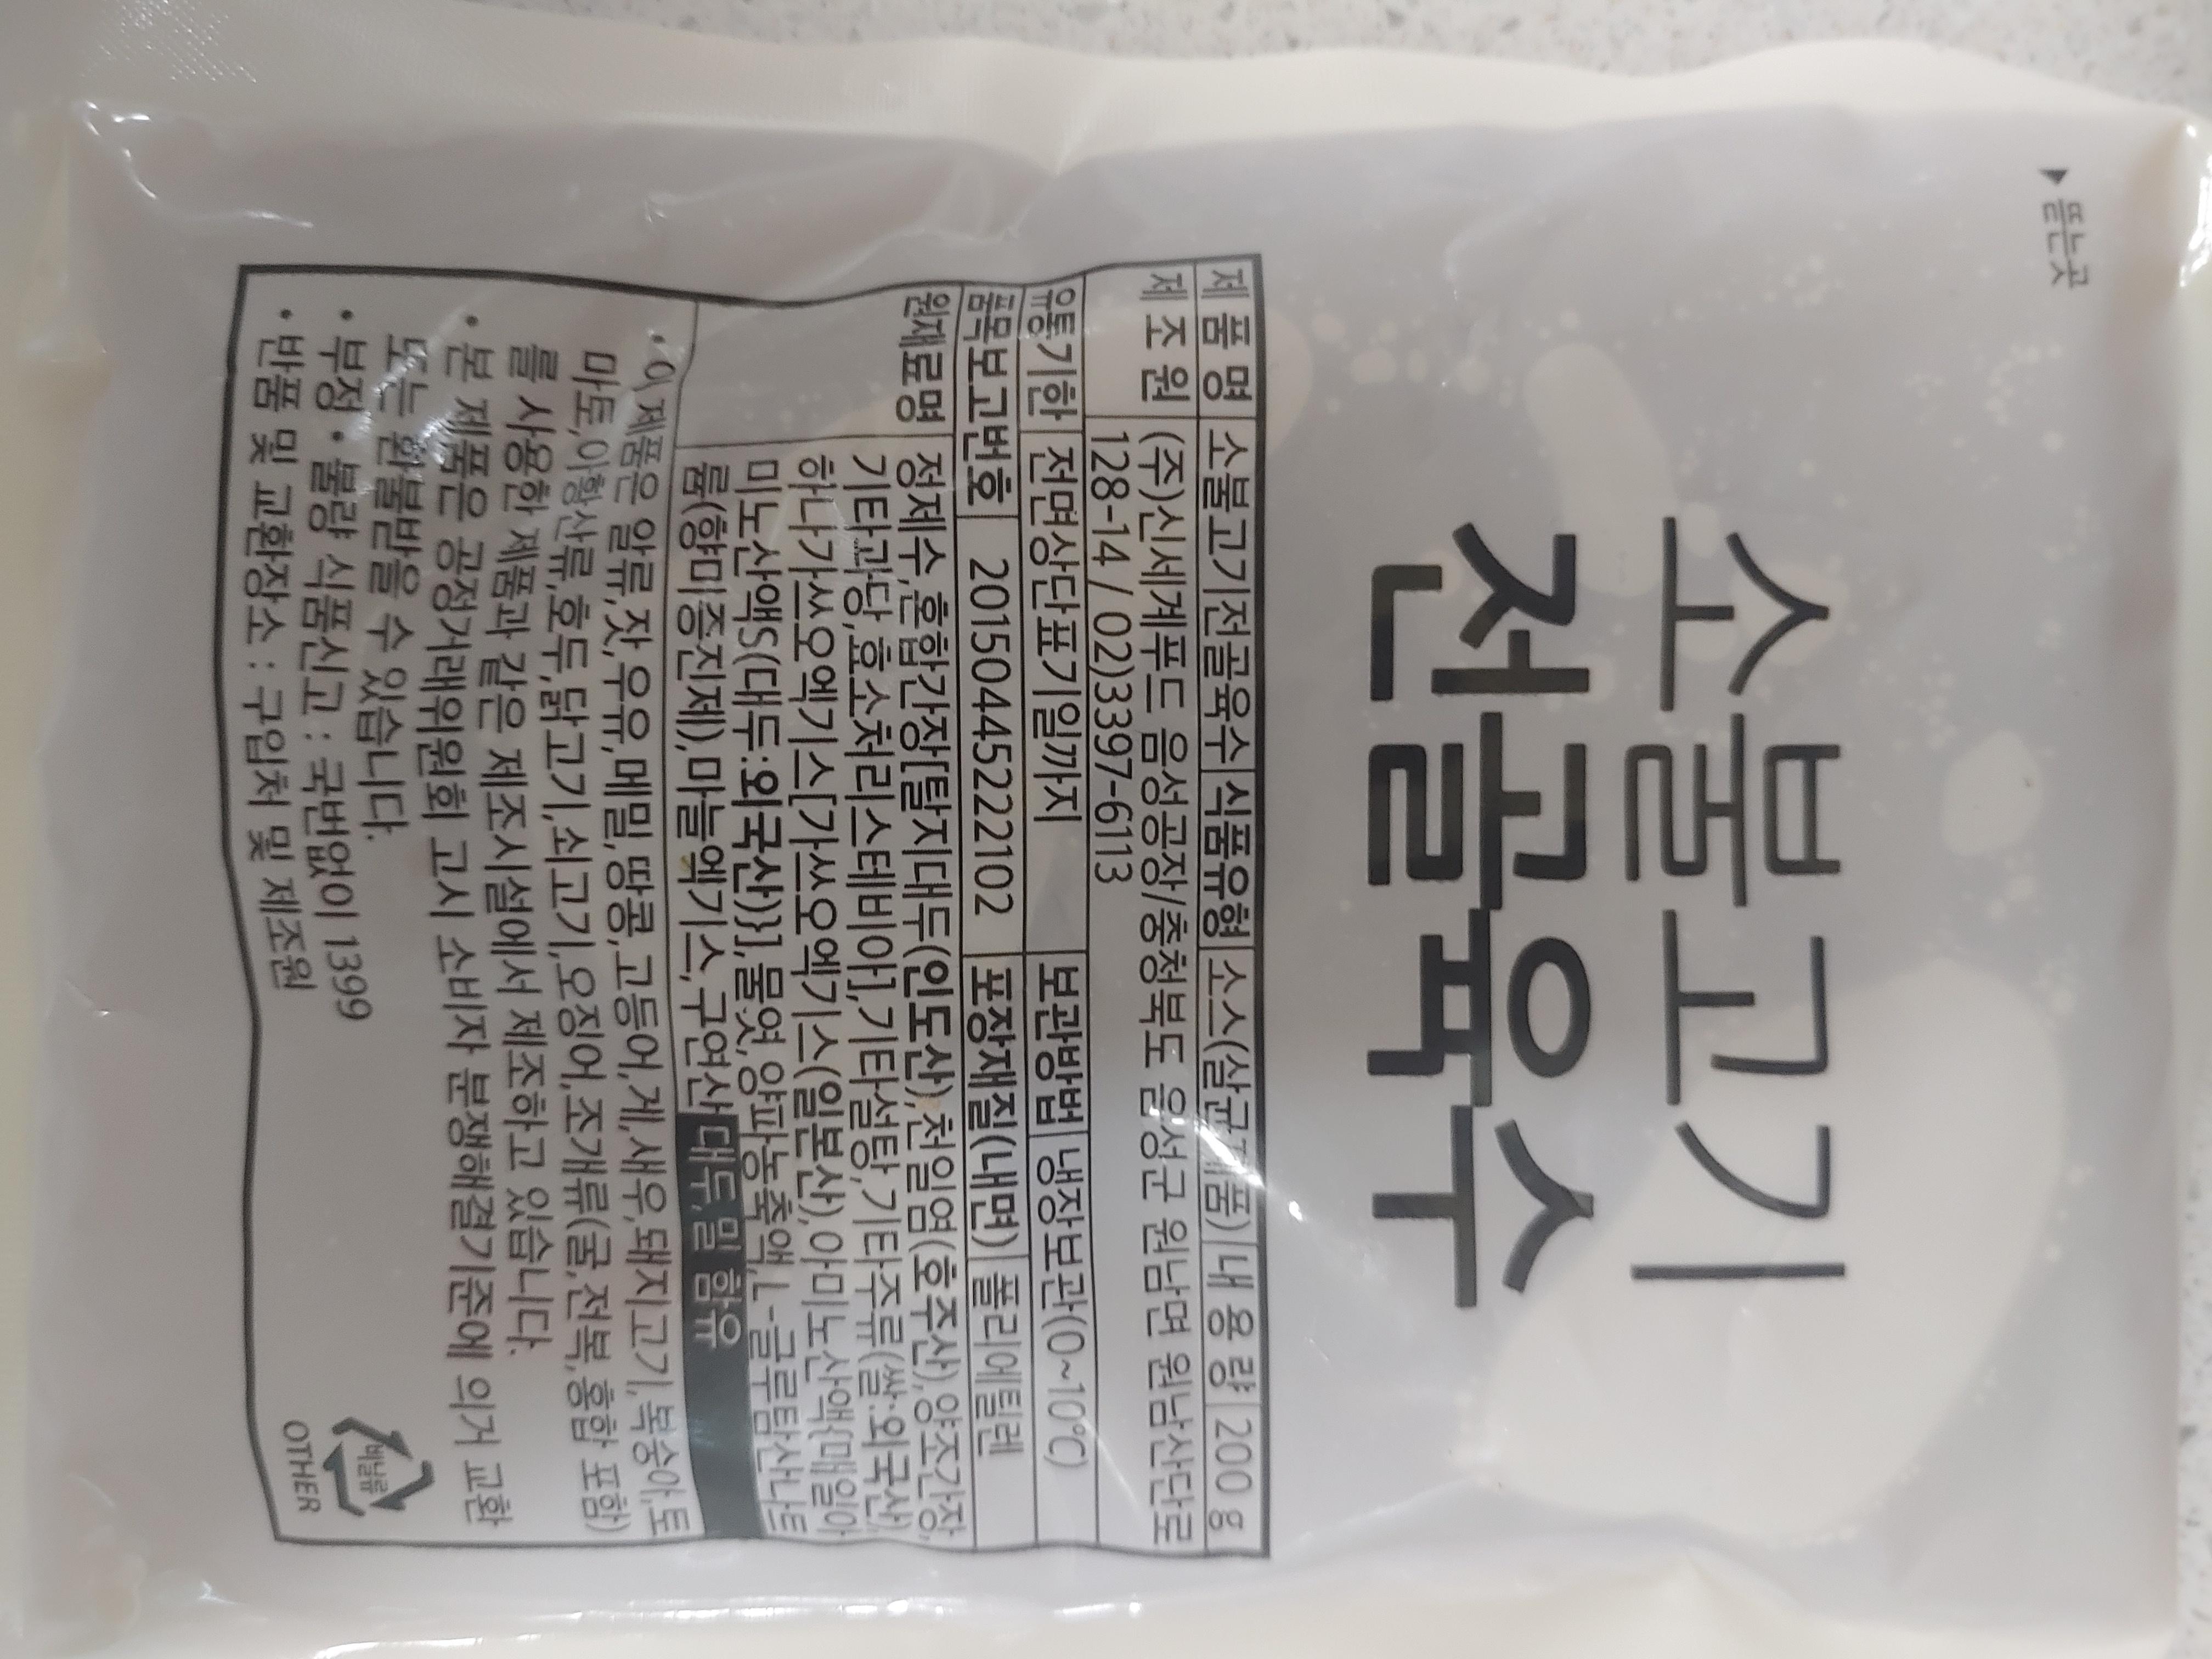 ▶뜯는곳
소불고기
전골육수
제 품 명 소불고기전골육수 식품유형 소스(살균제품) 내 용 량 200 g
제 조 원 (주)신세계푸드 음성공장/충청북도 음성군 원남면 원남산단로
128-14 / 02)3397-6113
유통기한 전면상단표기일까지 보관방법 냉장보관(0~10℃)
품목보고번호 20150445222102 포장재질(내면) 폴리에틸렌
원재료명 정제수,혼합간장[탈지대두(인도산),천일염(호주산),양조간장,
기타과당,효소처리스테비아],기타설탕,기타주류(쌀:외국산),
하나가쓰오엑기스[가쓰오엑기스(일본산),아미노산액{매일아
미노산액S(대두:외국산)}],물엿,양파농축액,L-글루탐산나트
륨(향미증진제),마늘엑기스,구연산 대두,밀 함유
• 이 제품은 알류,잣,우유,메밀,땅콩,고등어,게,새우,돼지고기,복숭아,토
마토,아황산류,호두,닭고기,쇠고기,오징어,조개류(굴,전복,홍합 포함)
를 사용한 제품과 같은 제조시설에서 제조하고 있습니다.
• 본 제품은 공정거래위원회 고시 소비자 분쟁해결기준에 의거 교환
또는 환불받을 수 있습니다.
• 부정•불량 식품신고 : 국번없이 1399
• 반품 및 교환장소 : 구입처 및 제조원
비닐류
OTHER